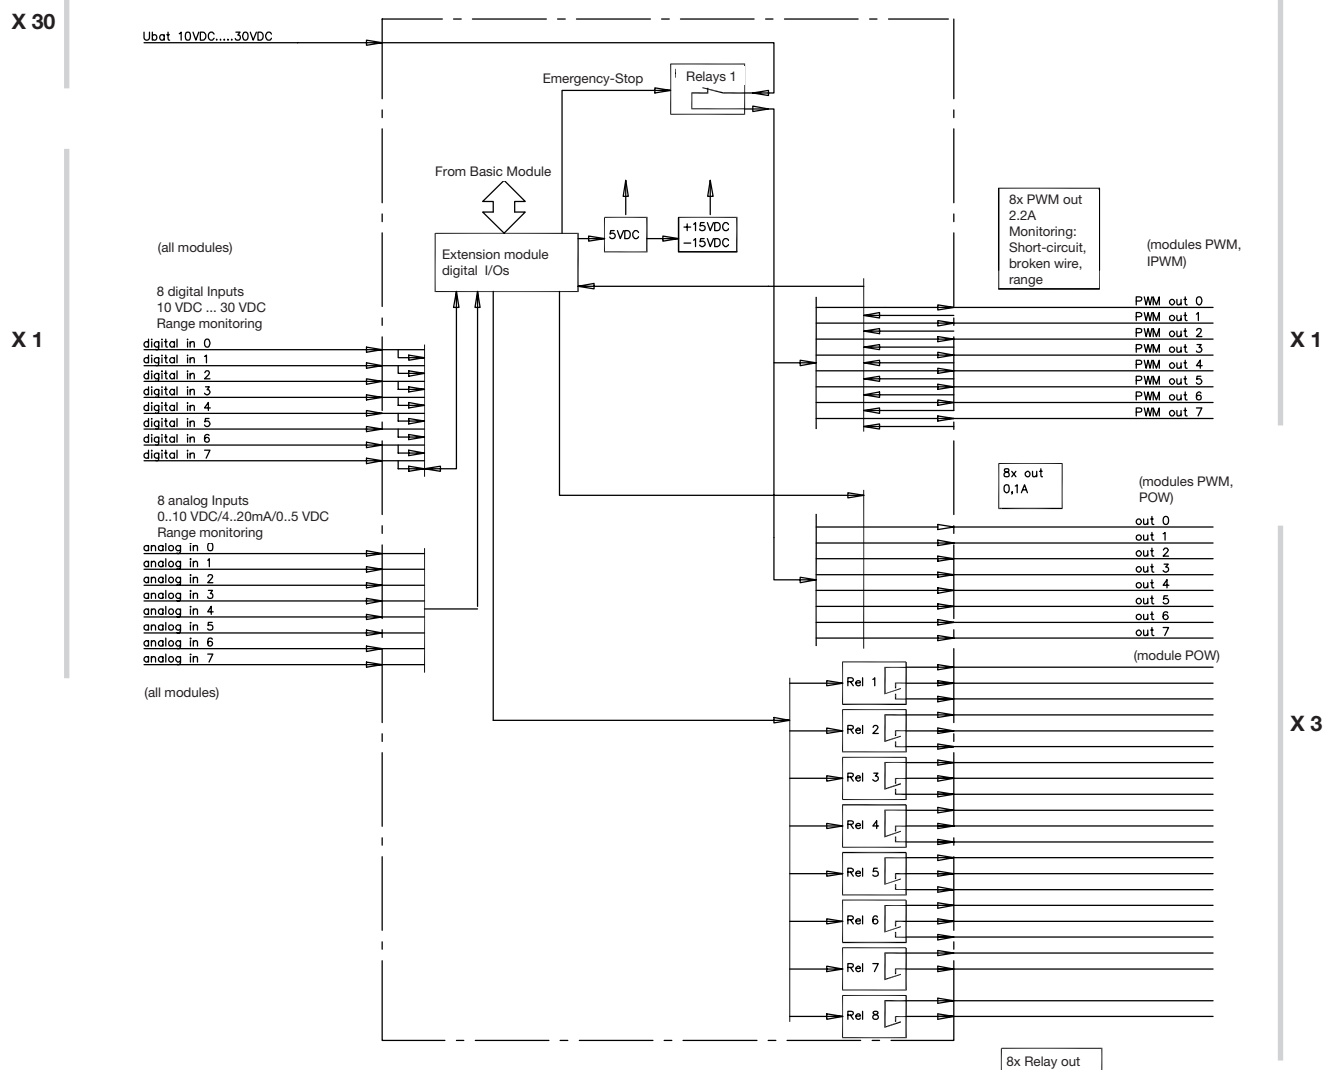 X 30
Ubat 10VDC.....30VDC
Emergency-Stop
Relays 1
From Basic Module
5VDC
+15VDC
-15VDC
Extension module
digital I/Os
(all modules)
8 digital Inputs
10 VDC ... 30 VDC
Range monitoring
X 1
digital in 0
digital in 1
digital in 2
digital in 3
digital in 4
digital in 5
digital in 6
digital in 7
8 analog Inputs
0..10 VDC/4..20mA/0..5 VDC
Range monitoring
analog in 0
analog in 1
analog in 2
analog in 3
analog in 4
analog in 5
analog in 6
analog in 7
(all modules)
8x PWM out
2.2A
Monitoring:
Short-circuit,
broken wire,
range
(modules PWM,
IPWM)
PWM out 0
PWM out 1
PWM out 2
PWM out 3
PWM out 4
PWM out 5
PWM out 6
PWM out 7
X 1
8x out
0,1A
(modules PWM,
POW)
out 0
out 1
out 2
out 3
out 4
out 5
out 6
out 7
(module POW)
Rel 1
Rel 2
Rel 3
Rel 4
Rel 5
Rel 6
Rel 7
Rel 8
X 3
8x Relay out